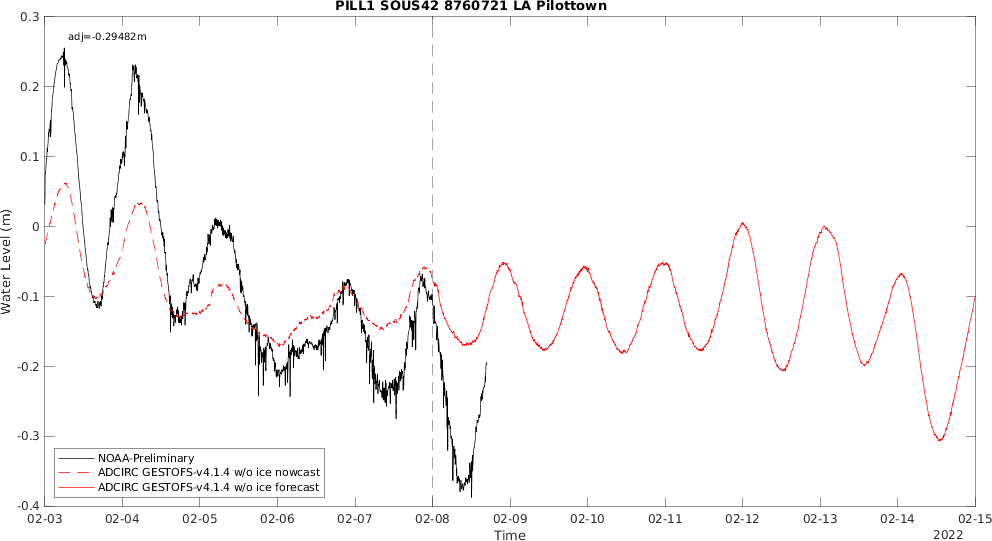 PILL1 SOUS42 8760721 LA Pilottown
adj=-0.29482m
0.3
0.2
0.1
0
-0.1
-0.2
-0.3
-0.4
Water Level (m)
NOAA-Preliminary
ADCIRC GESTOFS-v4.1.4 w/o ice nowcast
ADCIRC GESTOFS-v4.1.4 w/o ice forecast
02-03 02-04 02-05 02-06 02-07 02-08 02-09 02-10 02-11 02-12 02-13 02-14 02-15
Time
2022